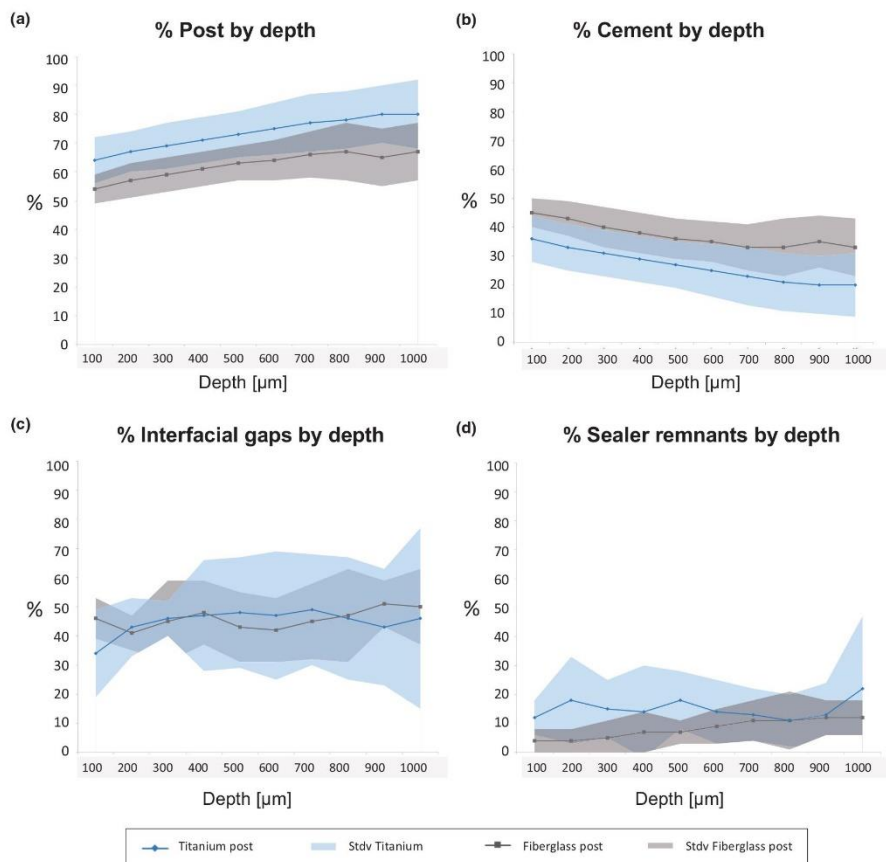 (a)
% Post by depth
100
90
80
70
60
50
40
30
20
10
0
%
100 200 300 400 500 600 700 800 900 1000
Depth [µm]
(b)
% Cement by depth
100
90
80
70
60
50
40
30
20
10
0
%
100 200 300 400 500 600 700 800 900 1000
Depth [µm]
(c)
% Interfacial gaps by depth
100
90
80
70
60
50
40
30
20
10
0
%
100 200 300 400 500 600 700 800 900 1000
Depth [µm]
(d)
% Sealer remnants by depth
100
90
80
70
60
50
40
30
20
10
0
%
100 200 300 400 500 600 700 800 900 1000
Depth [µm]
Titanium post Stdv Titanium Fiberglass post Stdv Fiberglass post